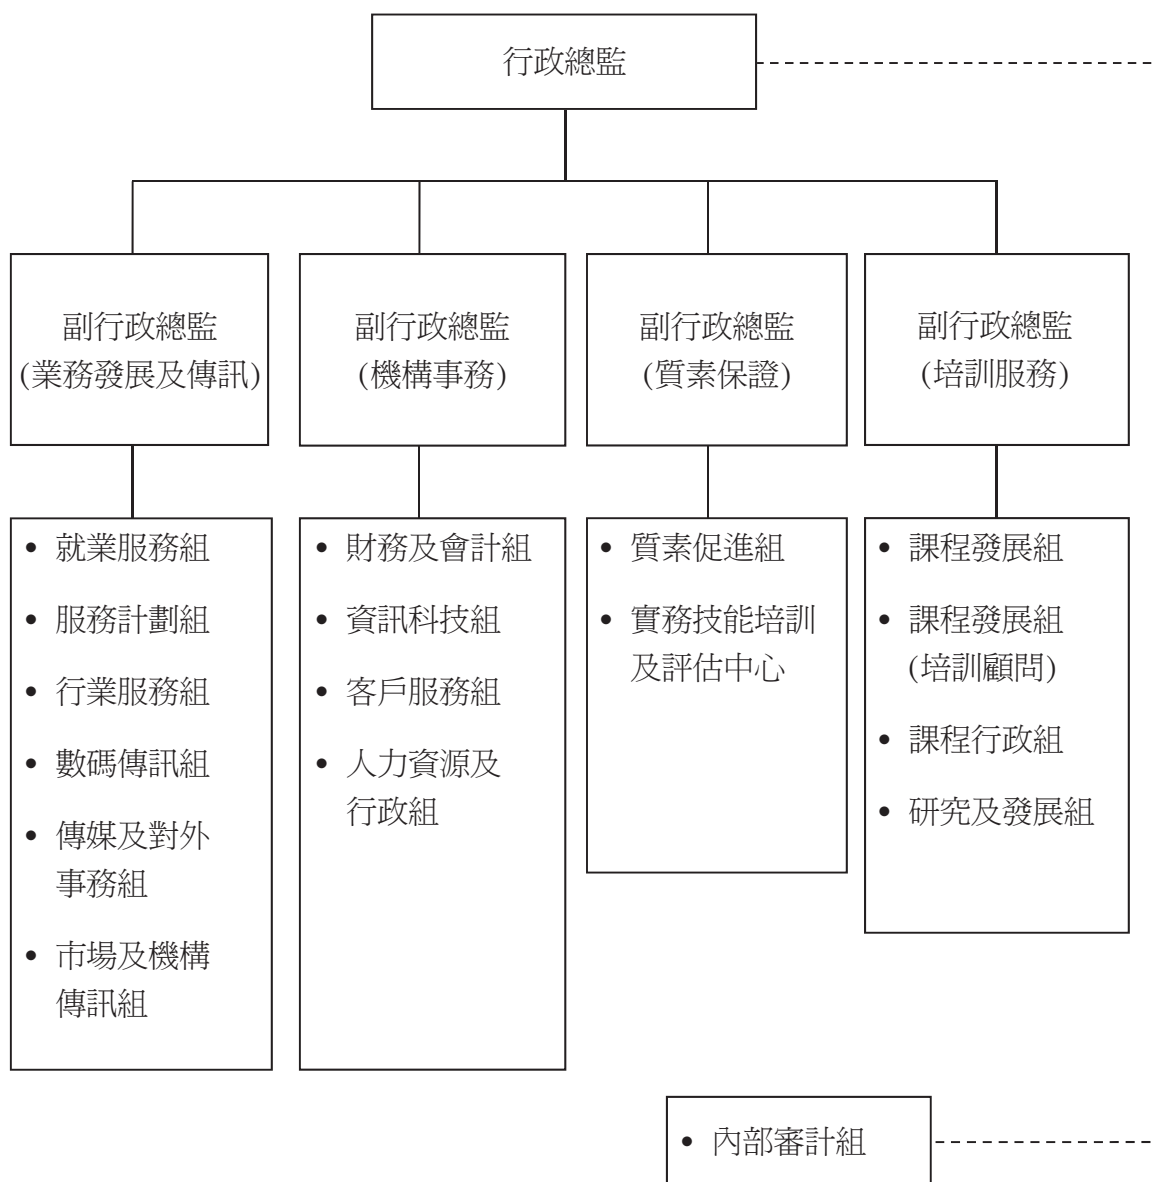 行政總監
副行政總監
(業務發展及傳訊)
副行政總監
(機構事務)
副行政總監
(質素保證)
副行政總監
(培訓服務)
• 就業服務組
• 服務計劃組
• 行業服務組
• 數碼傳訊組
• 傳媒及對外
事務組
• 市場及機構
傳訊組
• 財務及會計組
• 資訊科技組
• 客戶服務組
• 人力資源及
行政組
• 質素促進組
• 實務技能培訓
及評估中心
• 課程發展組
• 課程發展組
(培訓顧問)
• 課程行政組
• 研究及發展組
• 內部審計組